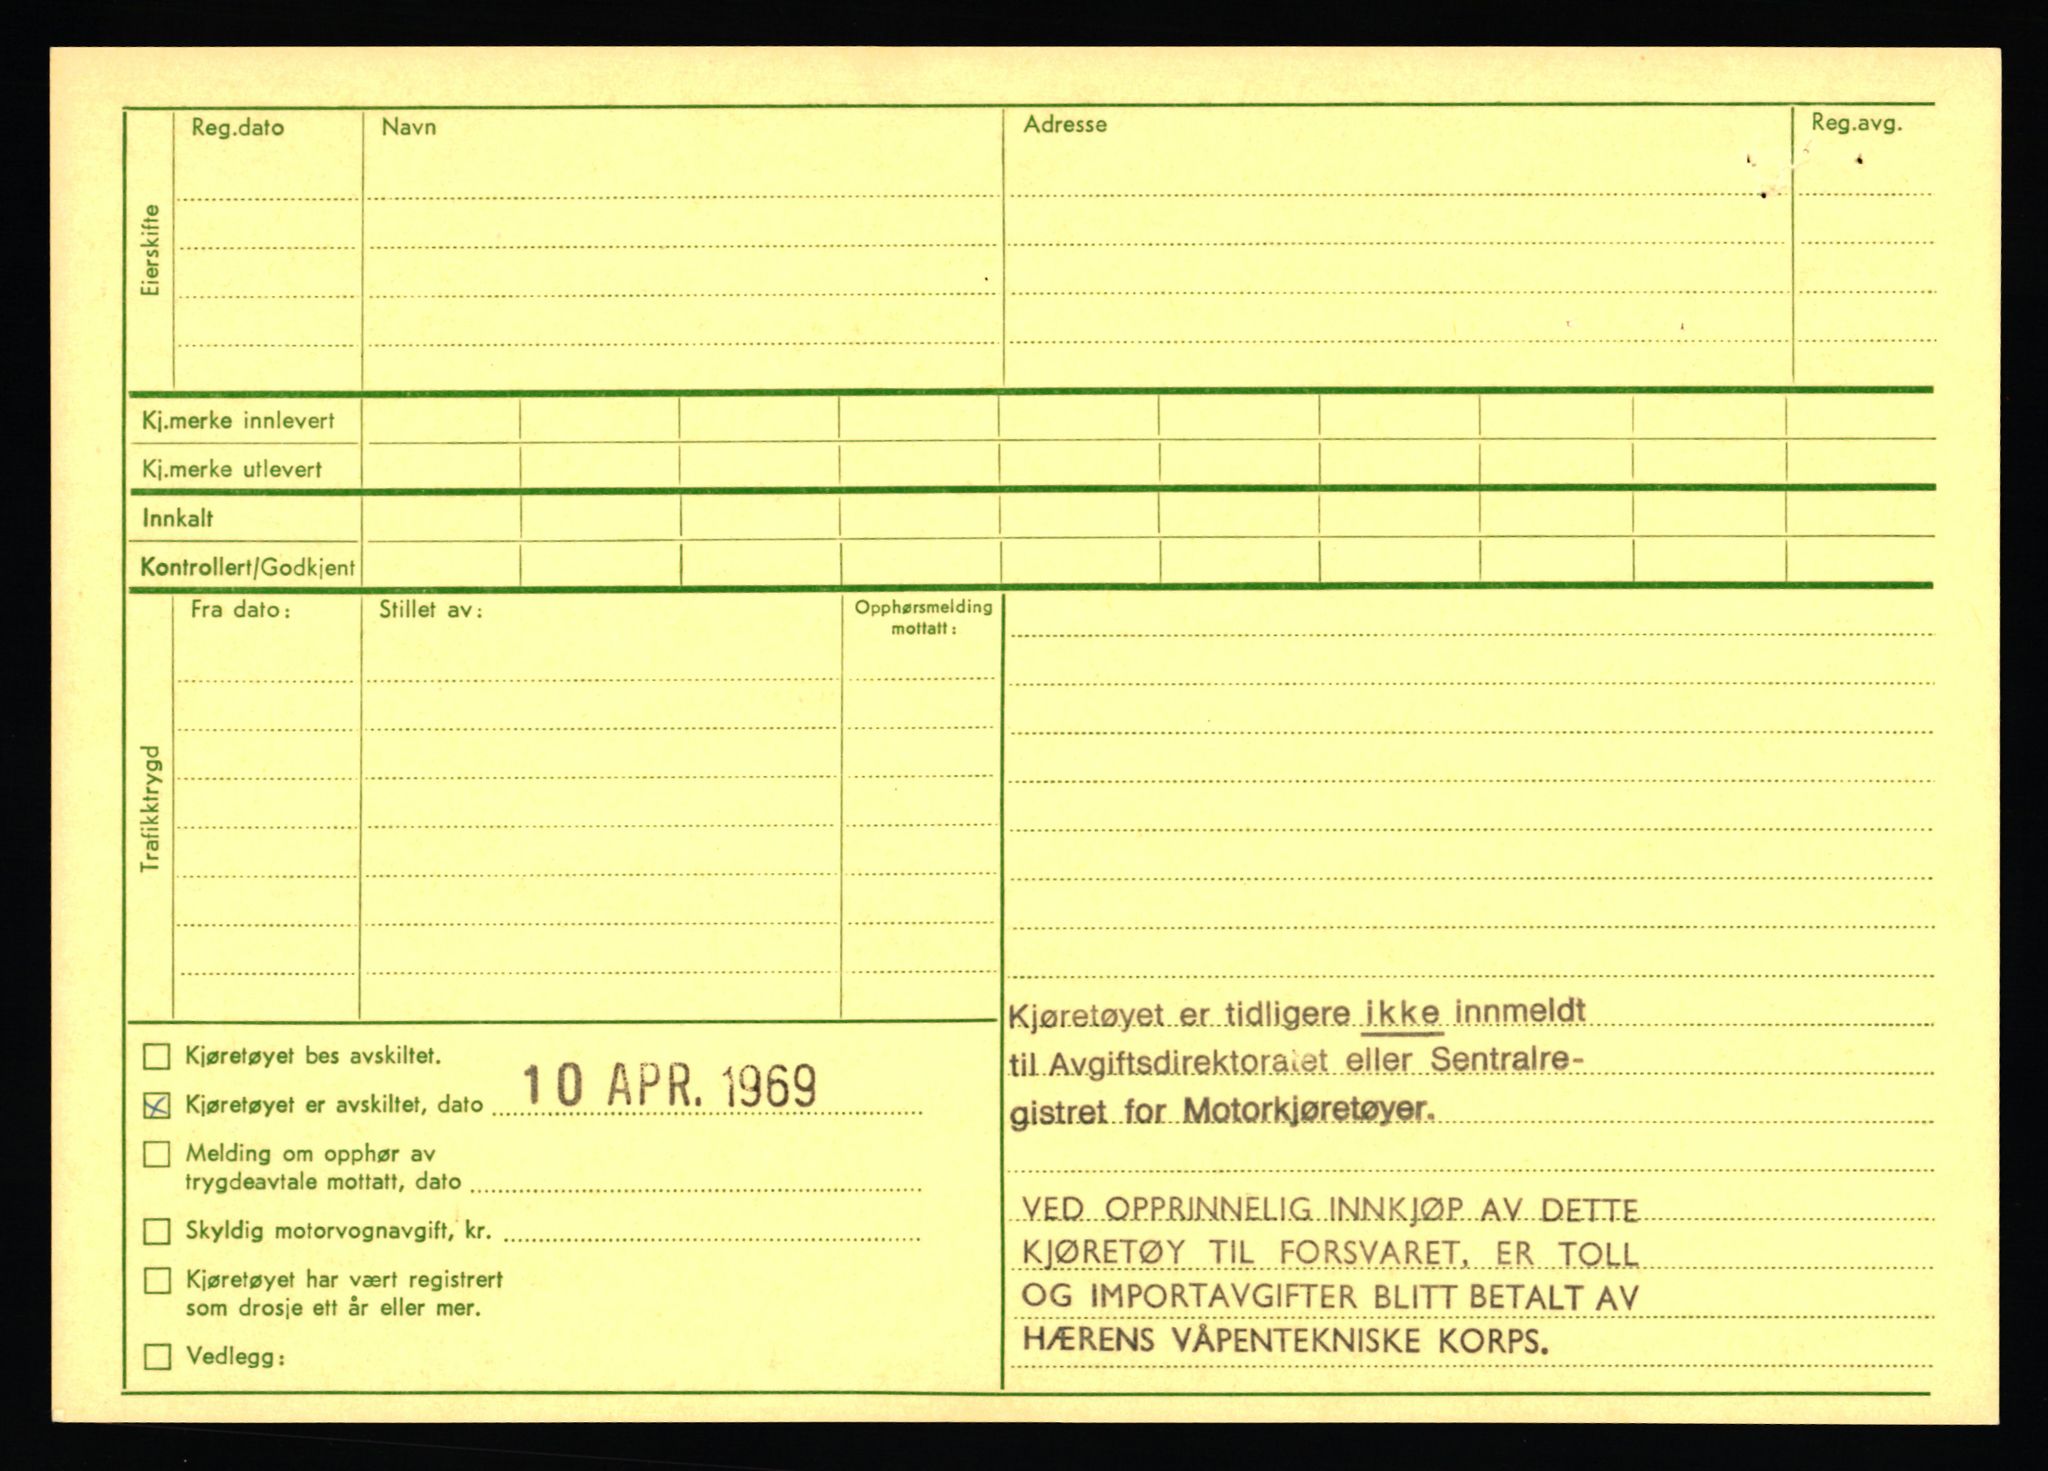 Reg.dato Navn Adresse Reg.avg.
Eierskifte
Kj.merke innlevert
Kj.merke utlevert
Innkalt
Kontrollert/Godkjent
Fra dato: Stillet av: Opphørsmelding
mottatt:
Trafikktrygd
Kjøretøyet bes avskiltet.
Kjøretøyet er avskiltet, dato 10 APR. 1969
Melding om opphør av
trygdeavtale mottatt, dato
Skyldig motorvognavgift, kr.
Kjøretøyet har vært registrert
som drosje ett år eller mer.
Vedlegg:
Kjøretøyet er tidligere ikke innmeldt
til Avgiftsdirektoratet eller Sentralre-
gistret for Motorkjøretøyer.
VED OPPRINNELIG INNKJØP AV DETTE
KJØRETØY TIL FORSVARET, ER TOLL
OG IMPORTAVGIFTER BLITT BETALT AV
HÆRENS VÅPENTEKNISKE KORPS.